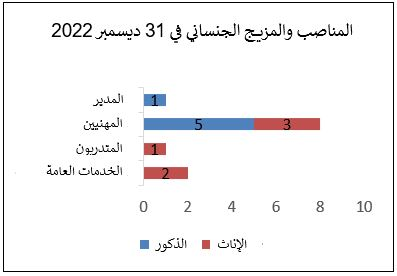 المناصب والمزيج الجنساني في 31 ديسمبر 2022
المدير 1
المهنيين 5 3
المتدربون 1
الخدمات العامة 2
0 2 4 6 8 10
الذكور الإناث